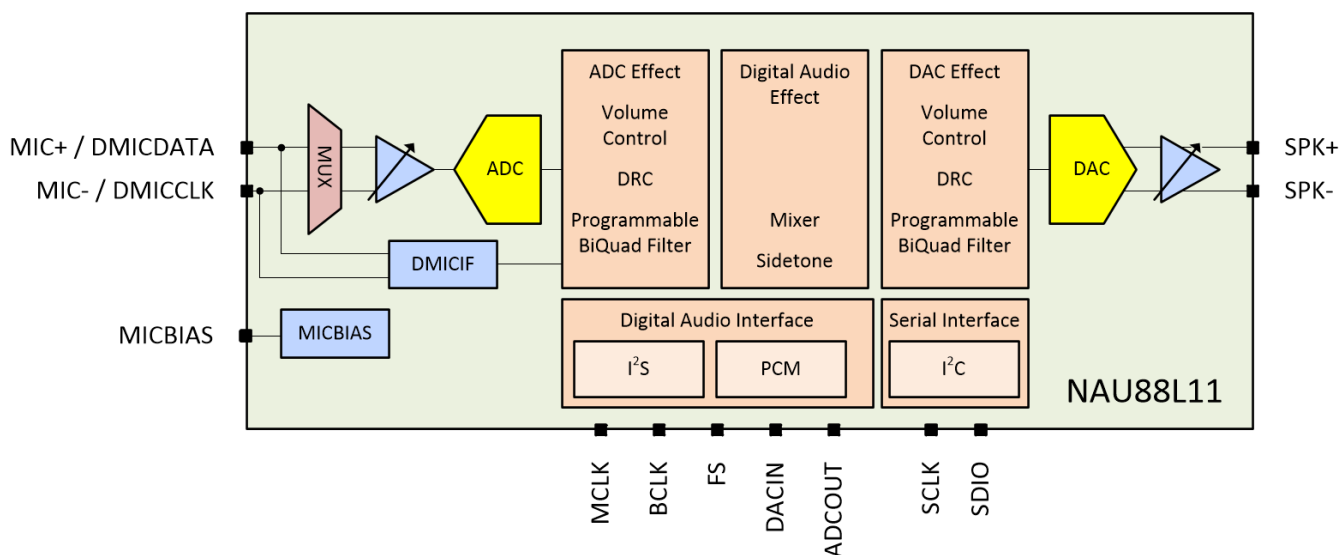 MIC+ / DMICDATA
MIC- / DMICCLK
MICBIAS
MUX
ADC
DMICIF
MICBIAS
ADC Effect
Volume
Control
DRC
Programmable
BiQuad Filter
Digital Audio
Effect
Mixer
Sidetone
DAC Effect
Volume
Control
DRC
Programmable
BiQuad Filter
DAC
SPK+
SPK-
Digital Audio Interface
I²S
PCM
Serial Interface
I²C
NAU88L11
MCLK
BCLK
FS
DACIN
ADCOUT
SCLK
SDIO